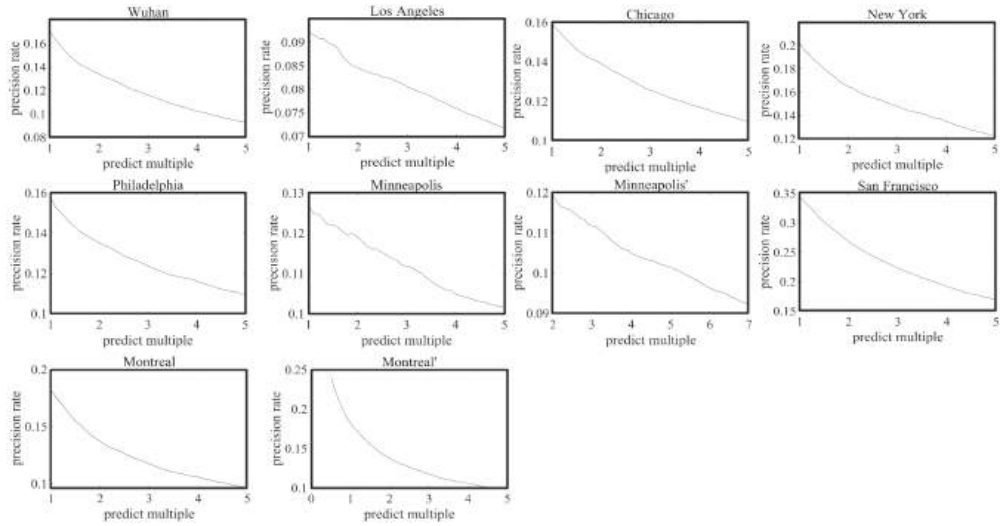 Wuhan
precision rate
0.16
0.14
0.12
0.1
0.08
1 2 3 4 5
predict multiple
Los Angeles
precision rate
0.09
0.085
0.08
0.075
0.07
1 2 3 4 5
predict multiple
Chicago
precision rate
0.16
0.14
0.12
0.1
1 2 3 4 5
predict multiple
New York
precision rate
0.2
0.18
0.16
0.14
0.12
1 2 3 4 5
predict multiple
Philadelphia
precision rate
0.16
0.14
0.12
0.1
1 2 3 4 5
predict multiple
Minneapolis
precision rate
0.13
0.12
0.11
0.1
1 2 3 4 5
predict multiple
Minneapolis'
precision rate
0.12
0.11
0.1
0.09
2 3 4 5 6 7
predict multiple
San Francisco
precision rate
0.35
0.3
0.25
0.2
0.15
1 2 3 4 5
predict multiple
Montreal
precision rate
0.2
0.15
0.1
1 2 3 4 5
predict multiple
Montreal'
precision rate
0.25
0.2
0.15
0.1
0 1 2 3 4 5
predict multiple